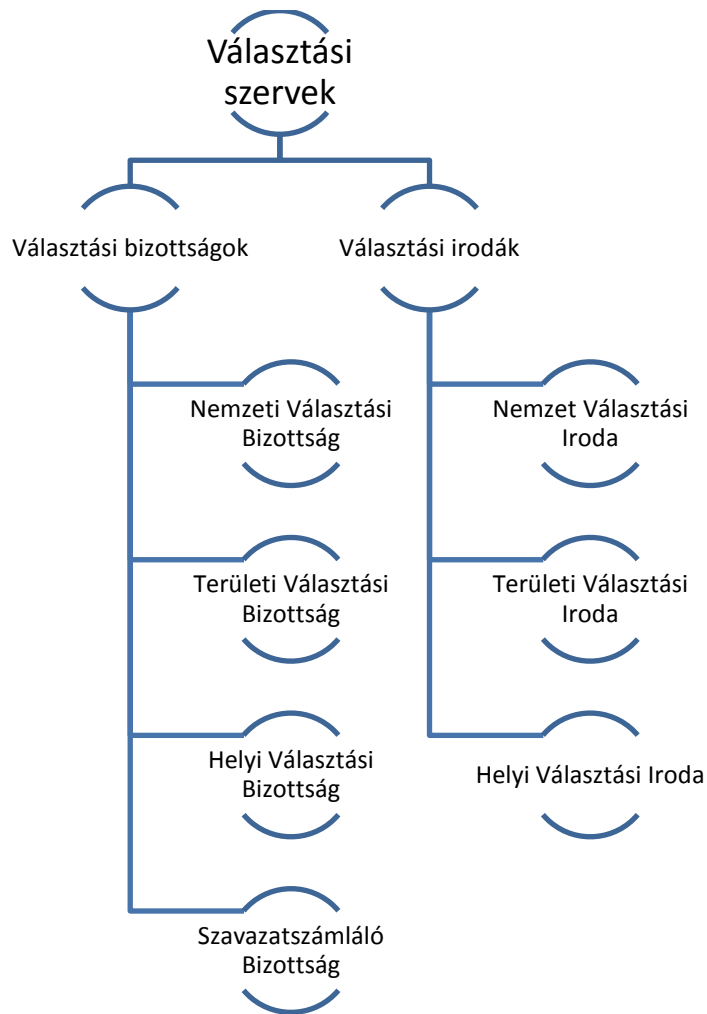 Választási
szervek
Választási bizottságok
Választási irodák
Nemzeti Választási
Bizottság
Nemzet Választási
Iroda
Területi Választási
Bizottság
Területi Választási
Iroda
Helyi Választási
Bizottság
Helyi Választási Iroda
Szavazatszámláló
Bizottság